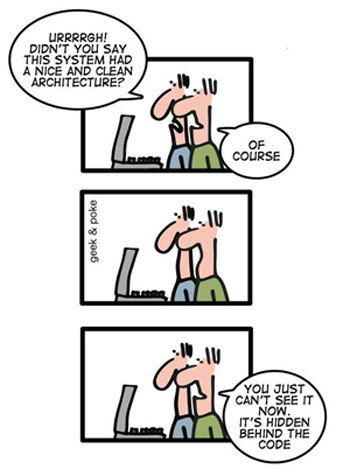 URRRRGH!
DIDN'T YOU SAY
THIS SYSTEM HAD
A NICE AND CLEAN
ARCHITECTURE?
OF
COURSE
geek & poke
YOU JUST
CAN'T SEE IT
NOW.
IT'S HIDDEN
BEHIND THE
CODE